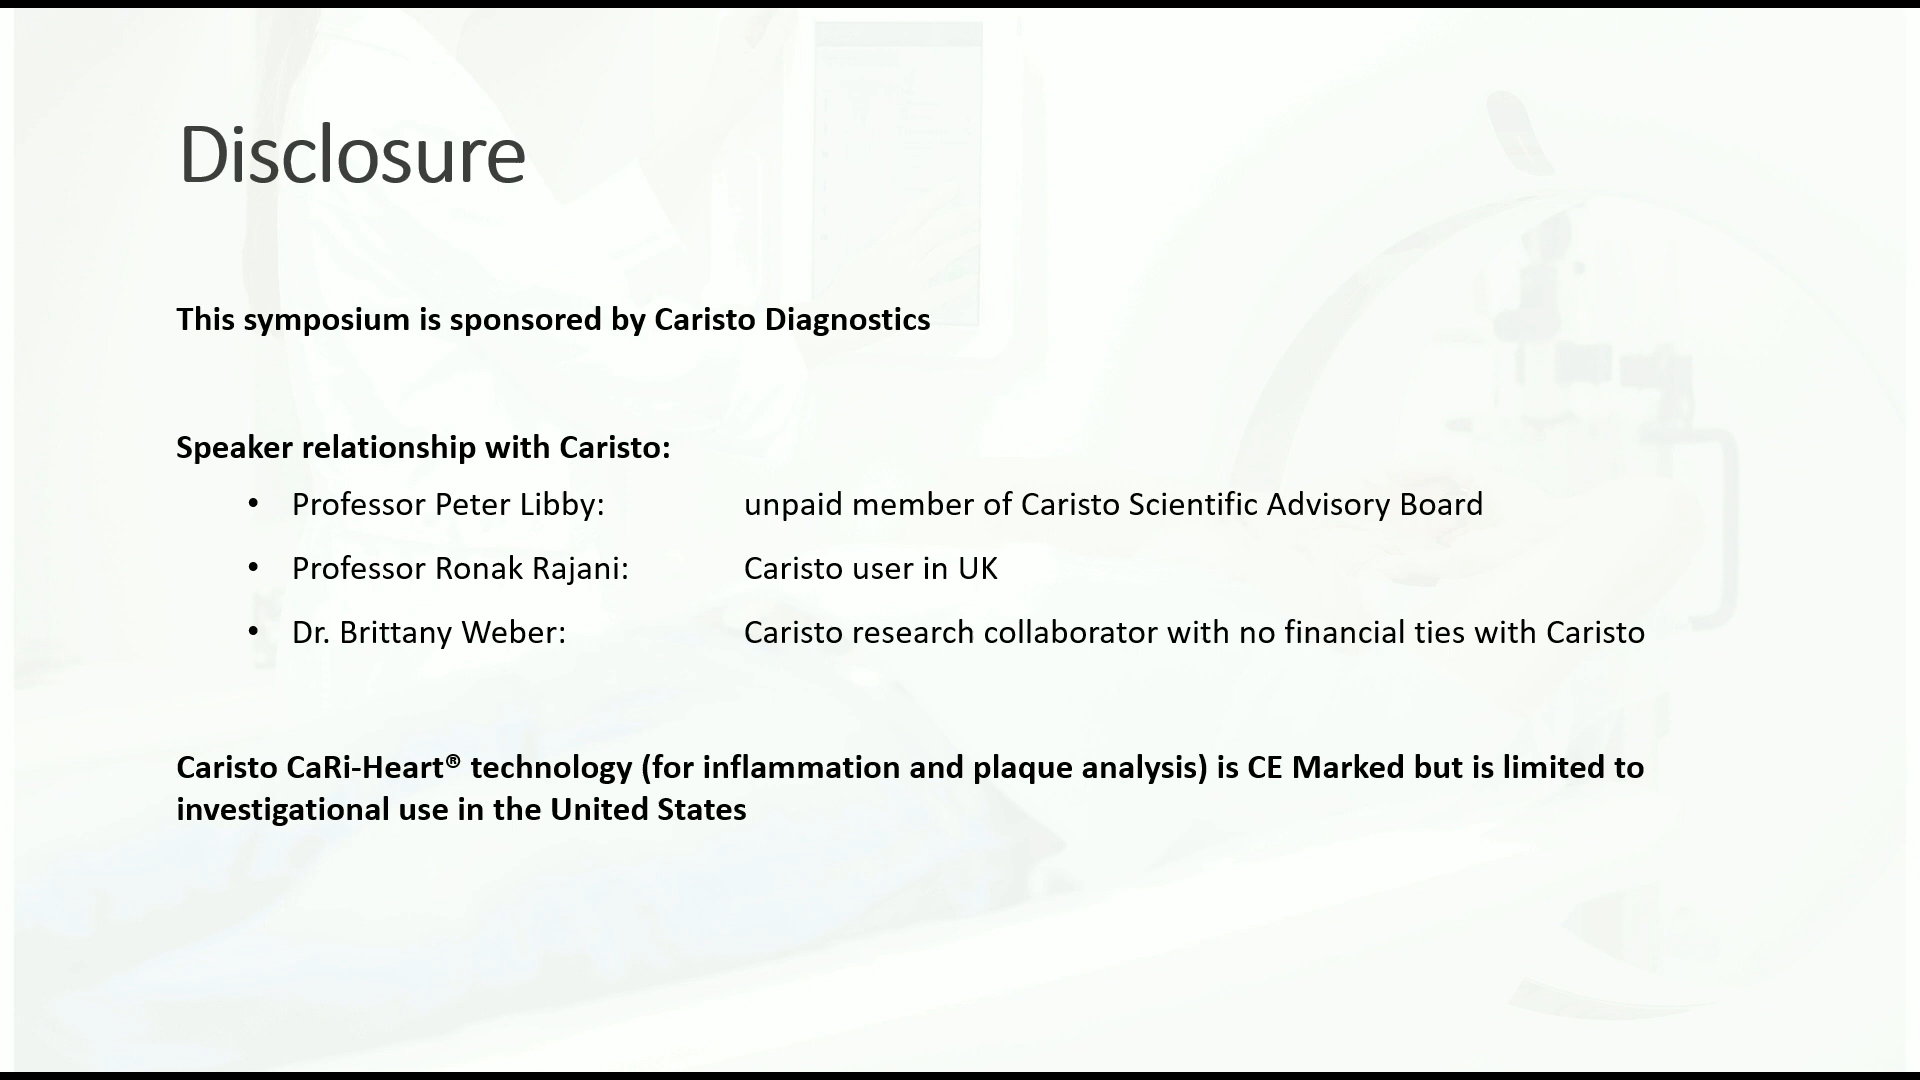 Disclosure
This symposium is sponsored by Caristo Diagnostics
Speaker relationship with Caristo:
• Professor Peter Libby: unpaid member of Caristo Scientific Advisory Board
• Professor Ronak Rajani: Caristo user in UK
• Dr. Brittany Weber: Caristo research collaborator with no financial ties with Caristo
Caristo CaRi-Heart® technology (for inflammation and plaque analysis) is CE Marked but is limited to
investigational use in the United States